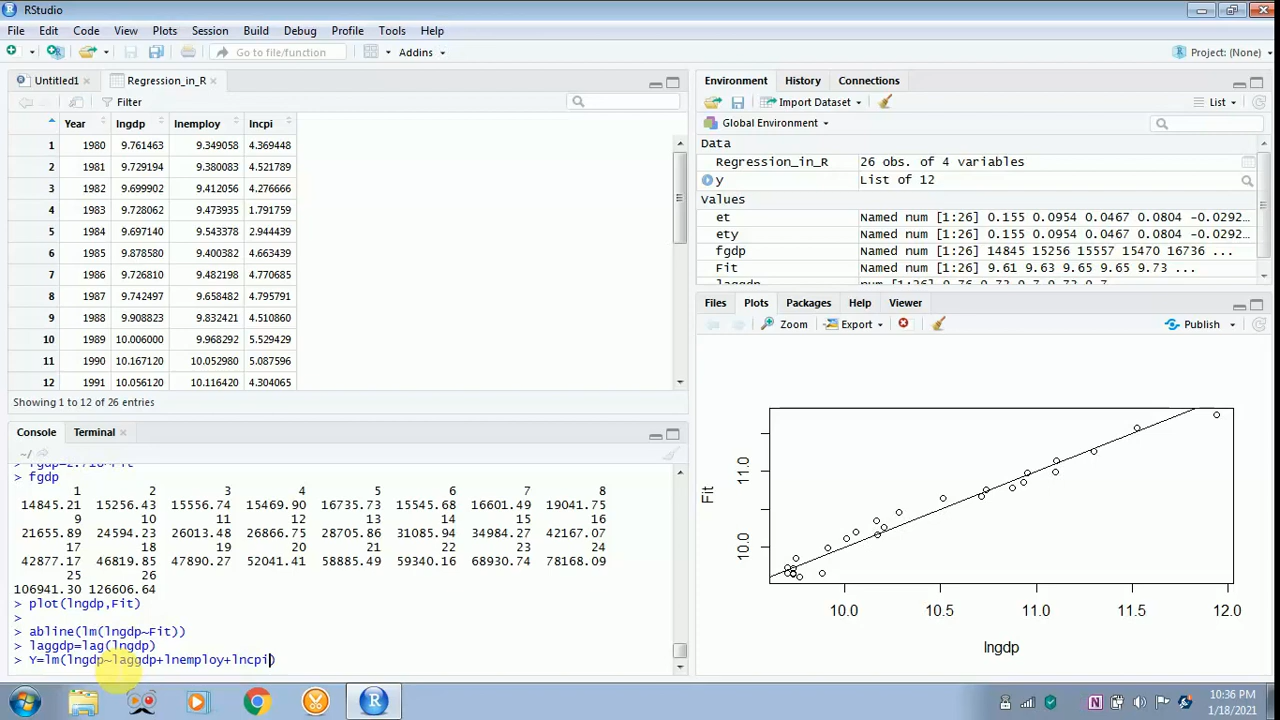 RStudio
File Edit Code View Plots Session Build Debug Profile Tools Help
Go to file/function Addins Project: (None)
Untitled1 Regression_in_R
Filter
Year lngdp lnemploy lncpi
1 1980 9.761463 9.349058 4.369448
2 1981 9.729194 9.380083 4.521789
3 1982 9.699902 9.412056 4.276666
4 1983 9.728062 9.473935 1.791759
5 1984 9.697140 9.543378 2.944439
6 1985 9.878580 9.400382 4.663439
7 1986 9.726810 9.482198 4.770685
8 1987 9.742497 9.658482 4.795791
9 1988 9.908823 9.832421 4.510860
10 1989 10.006000 9.968292 5.529429
11 1990 10.167120 10.052980 5.087596
12 1991 10.056120 10.116420 4.304065
Showing 1 to 12 of 26 entries
Console Terminal
~/
> fgdp
1 2 3 4 5 6 7 8
14845.21 15256.43 15556.74 15469.90 16735.73 15545.68 16601.49 19041.75
9 10 11 12 13 14 15 16
21655.89 24594.23 26013.48 26866.75 28705.86 31085.94 34984.27 42167.07
17 18 19 20 21 22 23 24
42877.17 46819.85 47890.27 52041.41 58885.49 59340.16 68930.74 78168.09
25 26
106941.30 126606.64
> plot(lngdp,Fit)
>
> abline(lm(lngdp~Fit))
> laggdp=lag(lngdp)
> Y=lm(lngdp~laggdp+lnemploy+lncpi)
Environment History Connections
Import Dataset List
Global Environment
Data
Regression_in_R 26 obs. of 4 variables
y List of 12
Values
et Named num [1:26] 0.155 0.0954 0.0467 0.0804 -0.0292...
ety Named num [1:26] 0.155 0.0954 0.0467 0.0804 -0.0292...
fgdp Named num [1:26] 14845 15256 15557 15470 16736 ...
Fit Named num [1:26] 9.61 9.63 9.65 9.65 9.73 ...
Files Plots Packages Help Viewer
Zoom Export Publish
Fit
11.0
10.0
10.0 10.5 11.0 11.5 12.0
lngdp
10:36 PM
1/18/2021